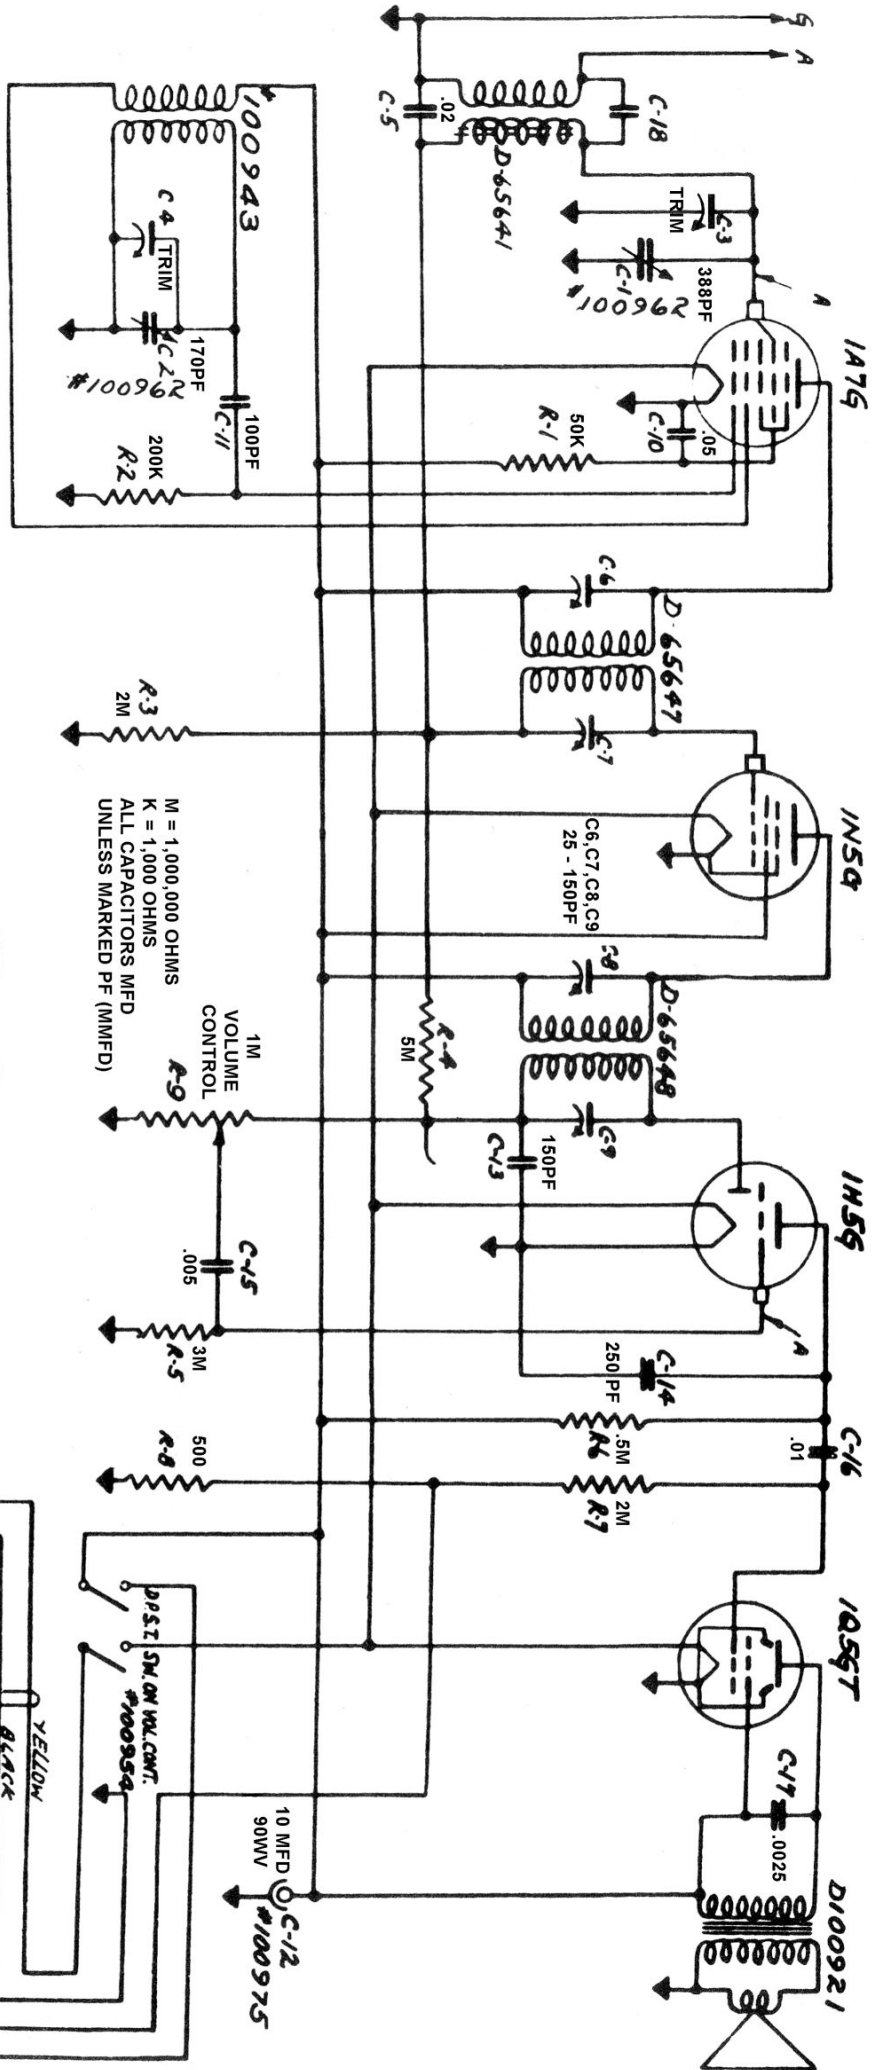 G
A
C-18
.02
C-5
D-65641
TRIM
C-3
388PF
C-1
#100962
A
1A7G
#100943
C4
TRIM
170PF
C2
#100962
100PF
C-11
200K
R-2
50K
R-1
.05
C-10
C-6
D-65647
C-7
R-3
2M
1N5G
C6,C7,C8,C9
25 - 150PF
C-8
D-65648
C-9
R-4
5M
150PF
C-13
1H5G
A
M = 1,000,000 OHMS
K = 1,000 OHMS
ALL CAPACITORS MFD
UNLESS MARKED PF (MMFD)
1M
VOLUME
CONTROL
R-9
C-15
.005
3M
R-5
C-14
250 PF
.5M
R6
C-16
.01
2M
R-7
500
R-8
1Q5GT
C-17
.0025
D100921
D.P.S.T. SW. ON VOL. CONT.
#100954
10 MFD
90WV
C-12
#100975
YELLOW
BLACK